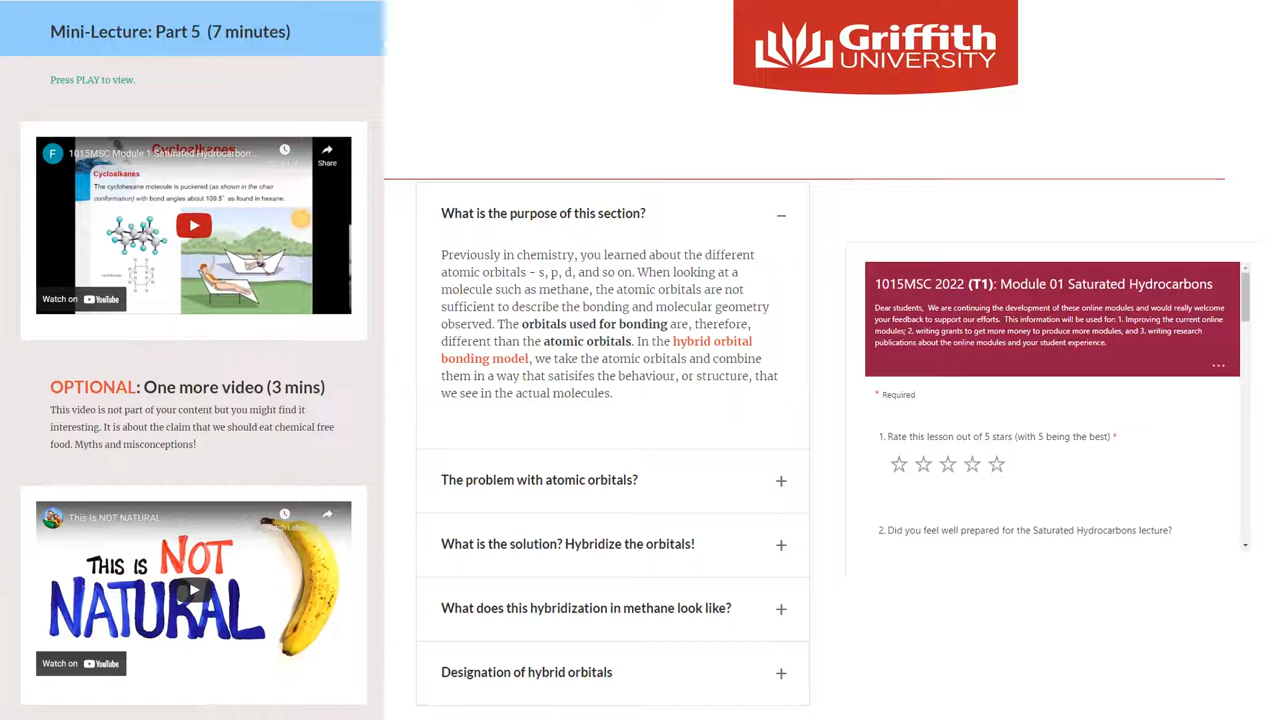 Mini-Lecture: Part 5 (7 minutes)
Press PLAY to view.
Cycloalkanes
1015MSC Module 1 Saturated Hydrocarbon...
Share
Cycloalkanes
The cyclohexane molecule is puckered (as shown in the chair
conformation) with bond angles about 109.5° as found in hexane.
Watch on YouTube
OPTIONAL: One more video (3 mins)
This video is not part of your content but you might find it
interesting. It is about the claim that we should eat chemical free
food. Myths and misconceptions!
This Is NOT NATURAL
Watch Later
THIS IS NOT
NATURAL
Watch on YouTube
Griffith
UNIVERSITY
What is the purpose of this section?
Previously in chemistry, you learned about the different
atomic orbitals - s, p, d, and so on. When looking at a
molecule such as methane, the atomic orbitals are not
sufficient to describe the bonding and molecular geometry
observed. The orbitals used for bonding are, therefore,
different than the atomic orbitals. In the hybrid orbital
bonding model, we take the atomic orbitals and combine
them in a way that satisifes the behaviour, or structure, that
we see in the actual molecules.
The problem with atomic orbitals?
What is the solution? Hybridize the orbitals!
What does this hybridization in methane look like?
Designation of hybrid orbitals
1015MSC 2022 (T1): Module 01 Saturated Hydrocarbons
Dear students, We are continuing the development of these online modules and would really welcome
your feedback to support our efforts. This information will be used for: 1. Improving the current online
modules; 2. writing grants to get more money to produce more modules, and 3. writing research
publications about the online modules and your student experience.
* Required
1. Rate this lesson out of 5 stars (with 5 being the best) *
2. Did you feel well prepared for the Saturated Hydrocarbons lecture?